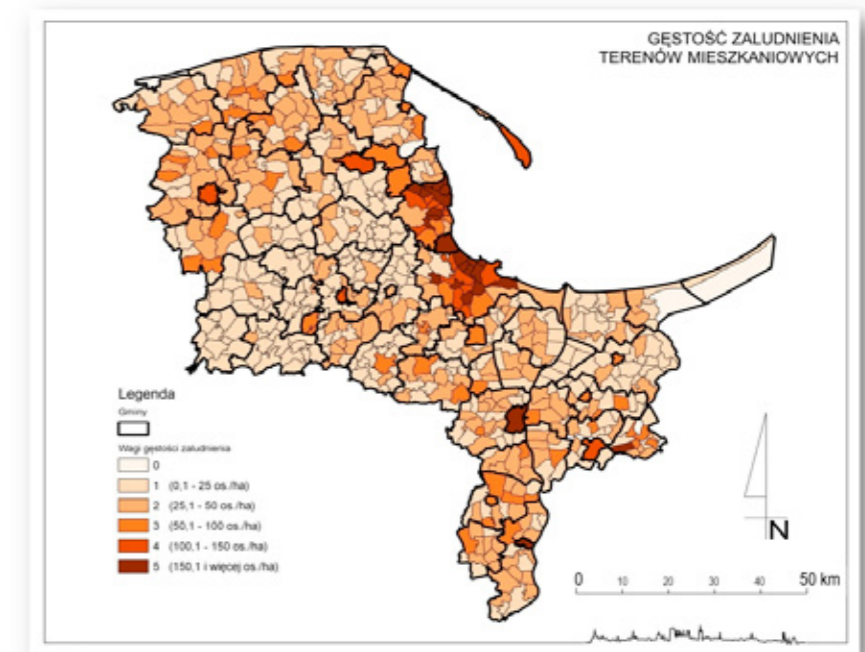 GĘSTOŚĆ ZALUDNIENIA
TERENÓW MIESZKANIOWYCH
Legenda
Gminy
Wagi gęstości zaludnienia
0
1 (0,1 - 25 os./ha)
2 (25,1 - 50 os./ha)
3 (50,1 - 100 os./ha)
4 (100,1 - 150 os./ha)
5 (150,1 i więcej os./ha)
N
0 10 20 30 40 50 km